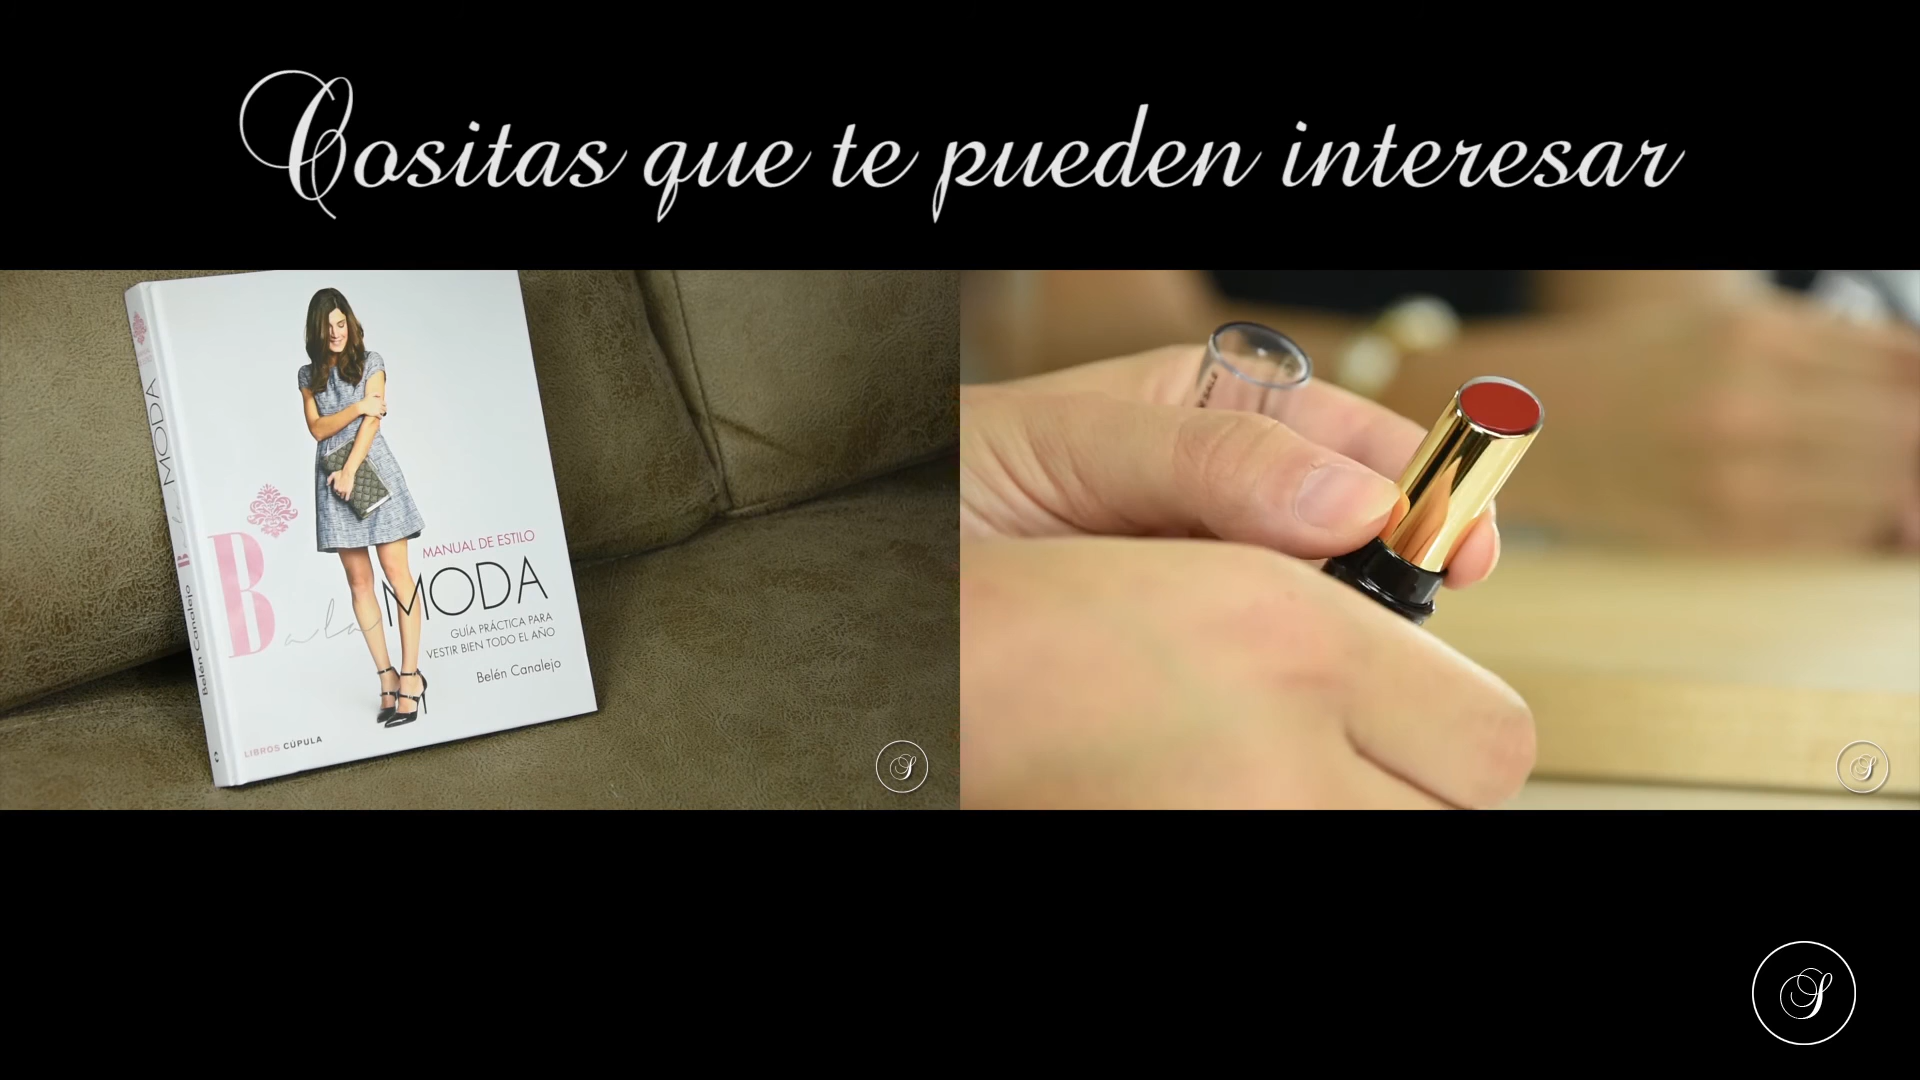 Cositas que te pueden interesar
MODA
B a la
Belén Canalejo
MANUAL DE ESTILO
B a la MODA
GUÍA PRÁCTICA PARA
VESTIR BIEN TODO EL AÑO
Belén Canalejo
LIBROS CÚPULA
S
S
S